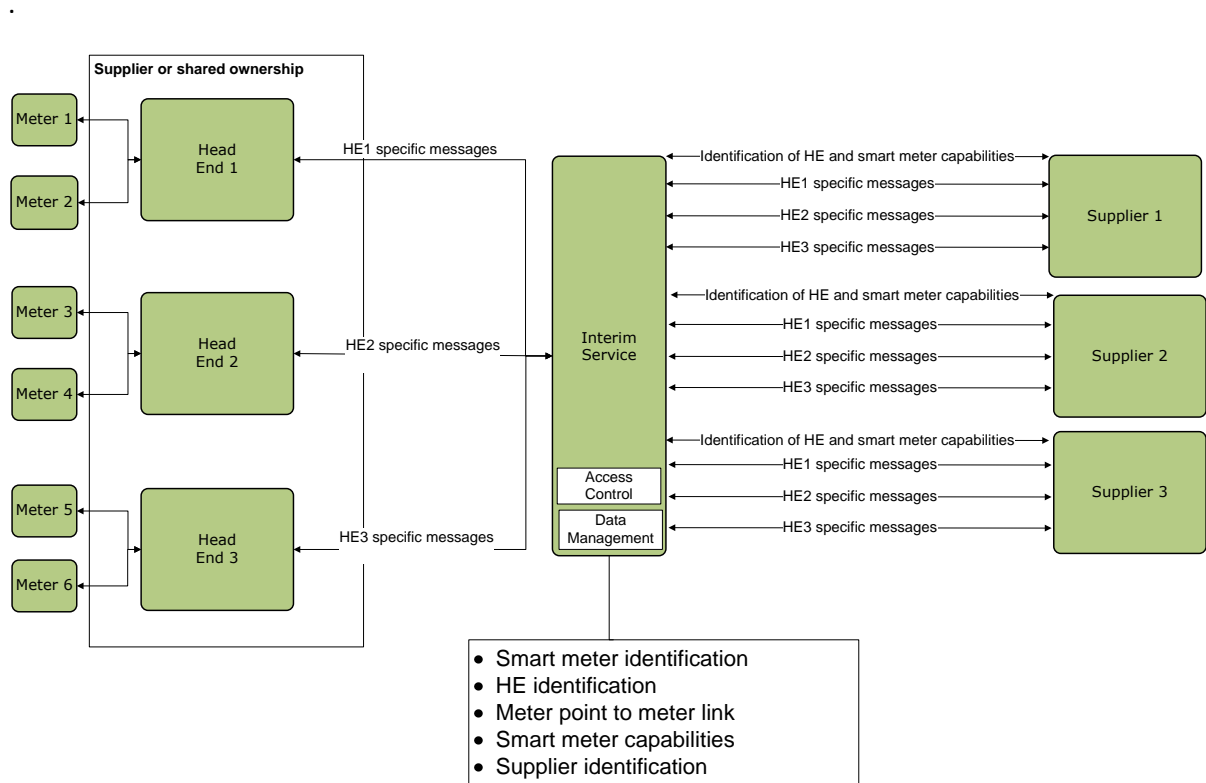 .
Supplier or shared ownership
Meter 1
Meter 2
Head
End 1
HE1 specific messages
Meter 3
Meter 4
Head
End 2
HE2 specific messages
Meter 5
Meter 6
Head
End 3
HE3 specific messages
Interim
Service
Access
Control
Data
Management
Identification of HE and smart meter capabilities
HE1 specific messages
HE2 specific messages
HE3 specific messages
Supplier 1
Identification of HE and smart meter capabilities
HE1 specific messages
HE2 specific messages
HE3 specific messages
Supplier 2
Identification of HE and smart meter capabilities
HE1 specific messages
HE2 specific messages
HE3 specific messages
Supplier 3
• Smart meter identification
• HE identification
• Meter point to meter link
• Smart meter capabilities
• Supplier identification